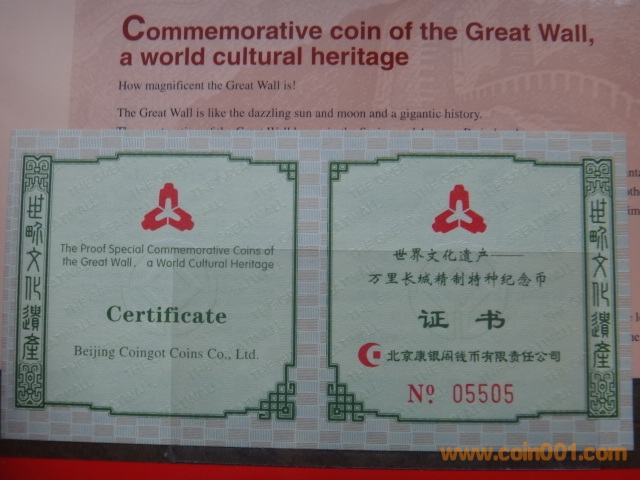 Commemorative coin of the Great Wall,
a world cultural heritage
How magnificent the Great Wall is!
The Great Wall is like the dazzling sun and moon and a gigantic history.
世界文化遺產
The Proof Special Commemorative Coins of
the Great Wall, a World Cultural Heritage
Certificate
Beijing Coingot Coins Co., Ltd.
世界文化遗产——
万里长城精制特种纪念币
证 书
北京康银阁钱币有限责任公司
Nº 05505
世界文化遺產
www.coin001.com